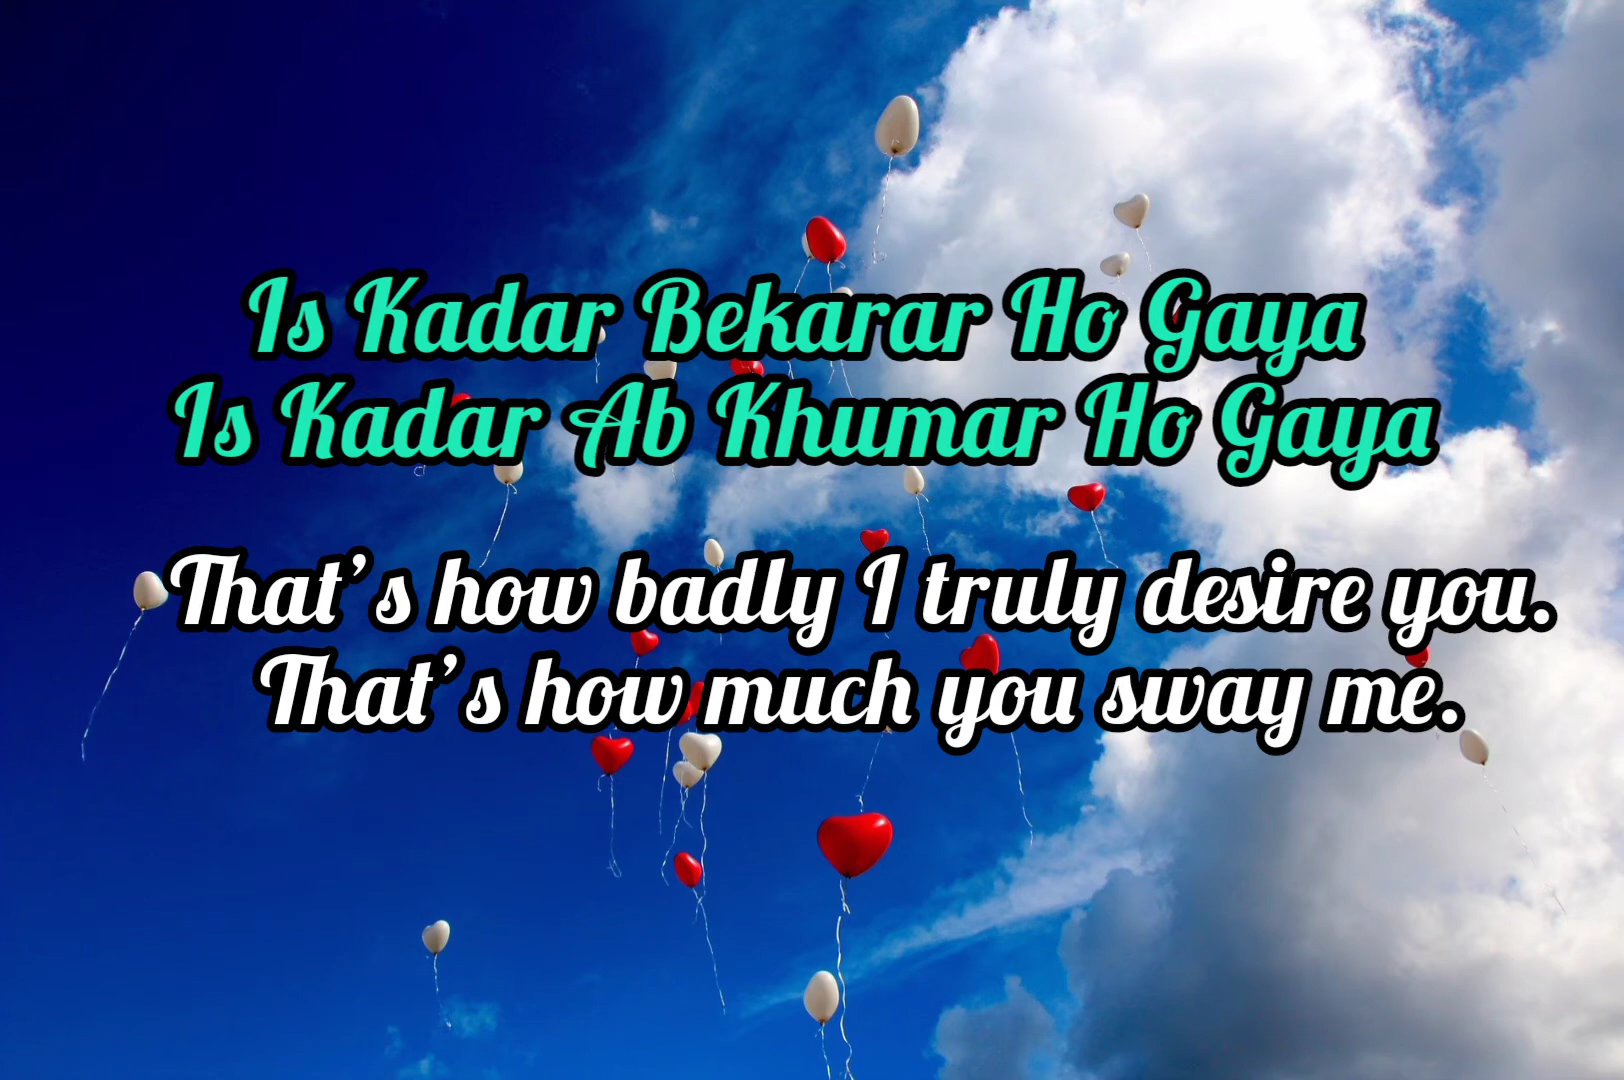 Is Kadar Bekarar Ho Gaya
Is Kadar Ab Khumar Ho Gaya
That's how badly I truly desire you.
That's how much you sway me.